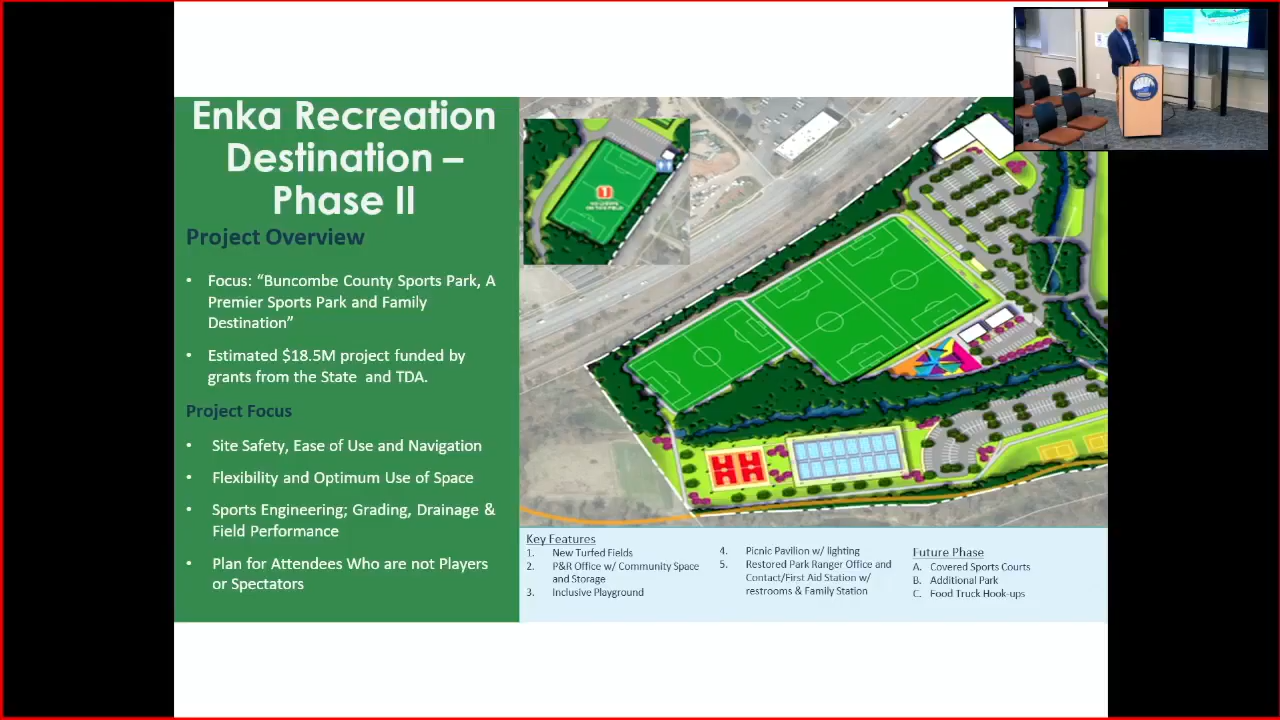 Enka Recreation
Destination –
Phase II
Project Overview
• Focus: “Buncombe County Sports Park, A
Premier Sports Park and Family
Destination”
• Estimated $18.5M project funded by
grants from the State and TDA.
Project Focus
• Site Safety, Ease of Use and Navigation
• Flexibility and Optimum Use of Space
• Sports Engineering; Grading, Drainage &
Field Performance
• Plan for Attendees Who are not Players
or Spectators
1
Key Features
1. New Turfed Fields
2. P&R Office w/ Community Space
and Storage
3. Inclusive Playground
4. Picnic Pavilion w/ lighting
5. Restored Park Ranger Office and
Contact/First Aid Station w/
restrooms & Family Station
Future Phase
A. Covered Sports Courts
B. Additional Park
C. Food Truck Hook-ups